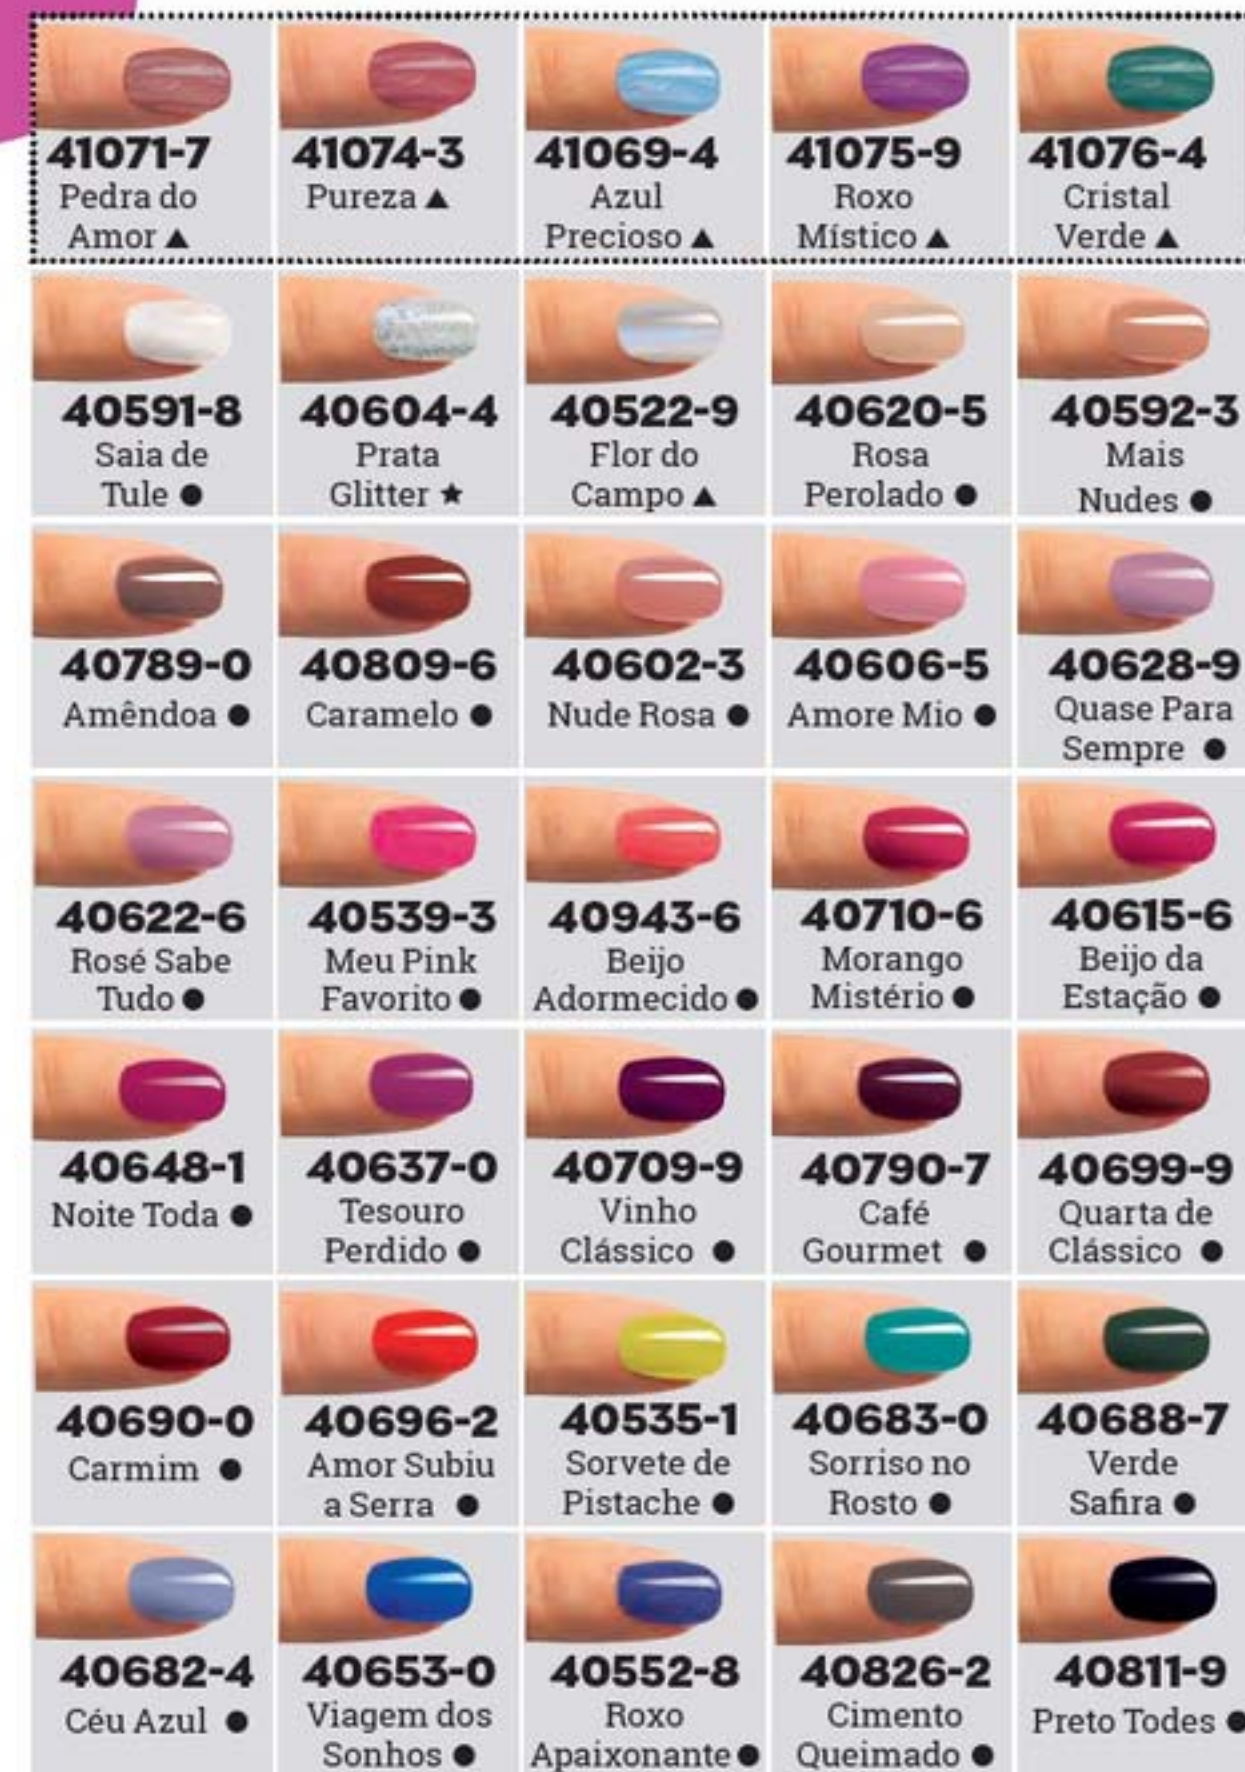 41071-7
Pedra do
Amor ▲
41074-3
Pureza ▲
41069-4
Azul
Precioso ▲
41075-9
Roxo
Místico ▲
41076-4
Cristal
Verde ▲
40591-8
Saia de
Tule ●
40604-4
Prata
Glitter ★
40522-9
Flor do
Campo ▲
40620-5
Rosa
Perolado ●
40592-3
Mais
Nudes ●
40789-0
Amêndoa ●
40809-6
Caramelo ●
40602-3
Nude Rosa ●
40606-5
Amore Mio ●
40628-9
Quase Para
Sempre ●
40622-6
Rosé Sabe
Tudo ●
40539-3
Meu Pink
Favorito ●
40943-6
Beijo
Adormecido ●
40710-6
Morango
Mistério ●
40615-6
Beijo da
Estação ●
40648-1
Noite Toda ●
40637-0
Tesouro
Perdido ●
40709-9
Vinho
Clássico ●
40790-7
Café
Gourmet ●
40699-9
Quarta de
Clássico ●
40690-0
Carmim ●
40696-2
Amor Subiu
a Serra ●
40535-1
Sorvete de
Pistache ●
40683-0
Sorriso no
Rosto ●
40688-7
Verde
Safira ●
40682-4
Céu Azul ●
40653-0
Viagem dos
Sonhos ●
40552-8
Roxo
Apaixonante ●
40826-2
Cimento
Queimado ●
40811-9
Preto Todes ●